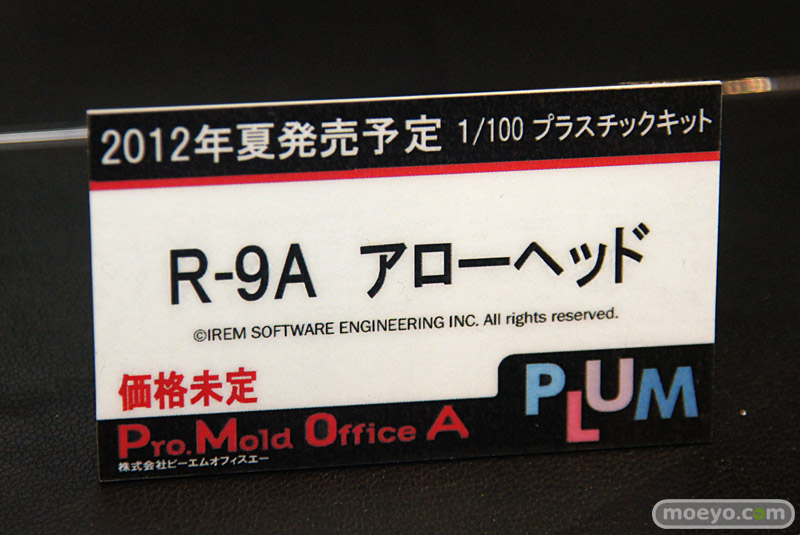 2012年夏発売予定 1/100 プラスチックキット
R-9A アローヘッド
©IREM SOFTWARE ENGINEERING INC. All rights reserved.
価格未定
PLUM
Pro.Mold Office A
株式会社ピーエムオフィスエー
moeyo.com